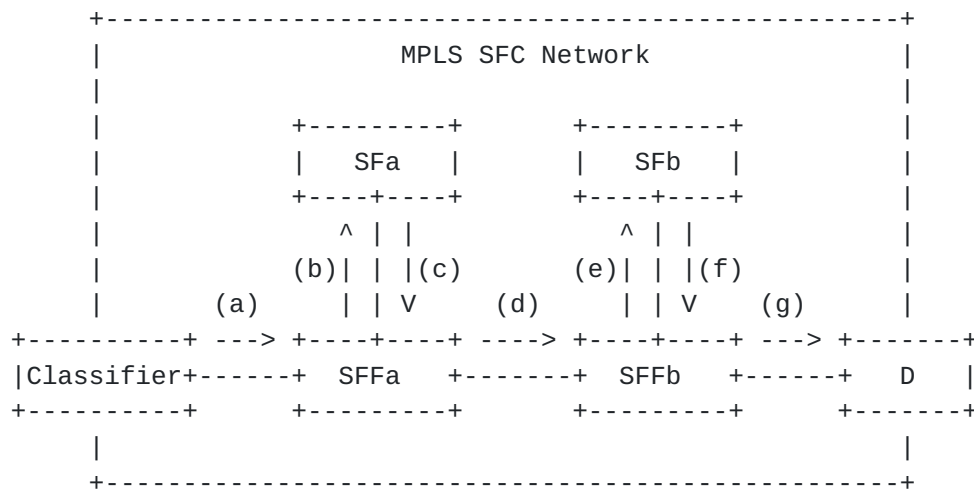 +---------------------------------------------------+
|                   MPLS SFC Network                |
|                                                   |
|            +---------+       +---------+          |
|            |   SFa   |       |   SFb   |          |
|            +----+----+       +----+----+          |
|               ^ | |             ^ | |             |
|            (b)| | |(c)       (e)| | |(f)          |
|       (a)     | | V     (d)     | | V   (g)       |
+----------+ ---> +----+----+ ----> +----+----+ ---> +-------+
|Classifier+------+  SFFa   +-------+  SFFb   +------+   D   |
+----------+      +---------+       +---------+      +-------+
|                                                   |
+---------------------------------------------------+